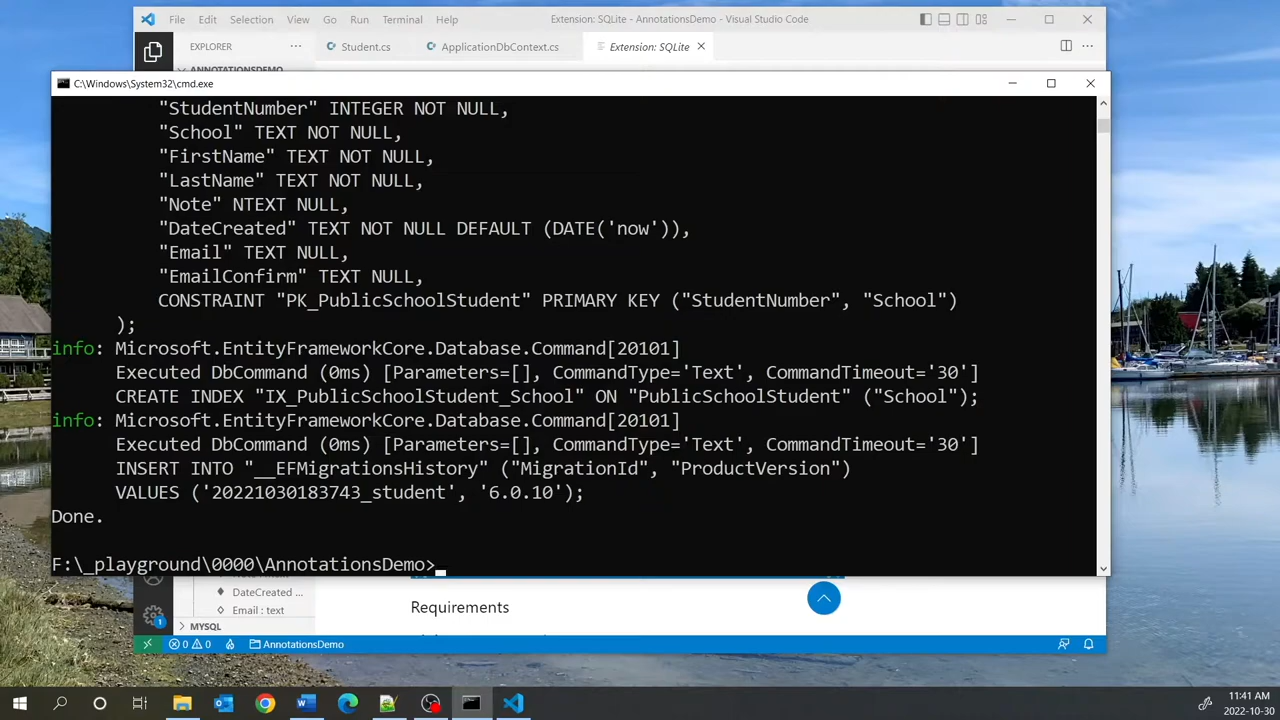 File Edit Selection View Go Run Terminal Help Extension: SQLite - AnnotationsDemo - Visual Studio Code
EXPLORER ··· Student.cs ApplicationDbContext.cs Extension: SQLite
ANNOTATIONSDEMO
C:\Windows\System32\cmd.exe
"StudentNumber" INTEGER NOT NULL,
"School" TEXT NOT NULL,
"FirstName" TEXT NOT NULL,
"LastName" TEXT NOT NULL,
"Note" NTEXT NULL,
"DateCreated" TEXT NOT NULL DEFAULT (DATE('now')),
"Email" TEXT NULL,
"EmailConfirm" TEXT NULL,
CONSTRAINT "PK_PublicSchoolStudent" PRIMARY KEY ("StudentNumber", "School")
);
info: Microsoft.EntityFrameworkCore.Database.Command[20101]
Executed DbCommand (0ms) [Parameters=[], CommandType='Text', CommandTimeout='30']
CREATE INDEX "IX_PublicSchoolStudent_School" ON "PublicSchoolStudent" ("School");
info: Microsoft.EntityFrameworkCore.Database.Command[20101]
Executed DbCommand (0ms) [Parameters=[], CommandType='Text', CommandTimeout='30']
INSERT INTO "__EFMigrationsHistory" ("MigrationId", "ProductVersion")
VALUES ('20221030183743_student', '6.0.10');
Done.
F:\_playground\0000\AnnotationsDemo>
DateCreated ...
Email : text
Requirements
MYSQL
1
0 0 AnnotationsDemo
11:41 AM
2022-10-30